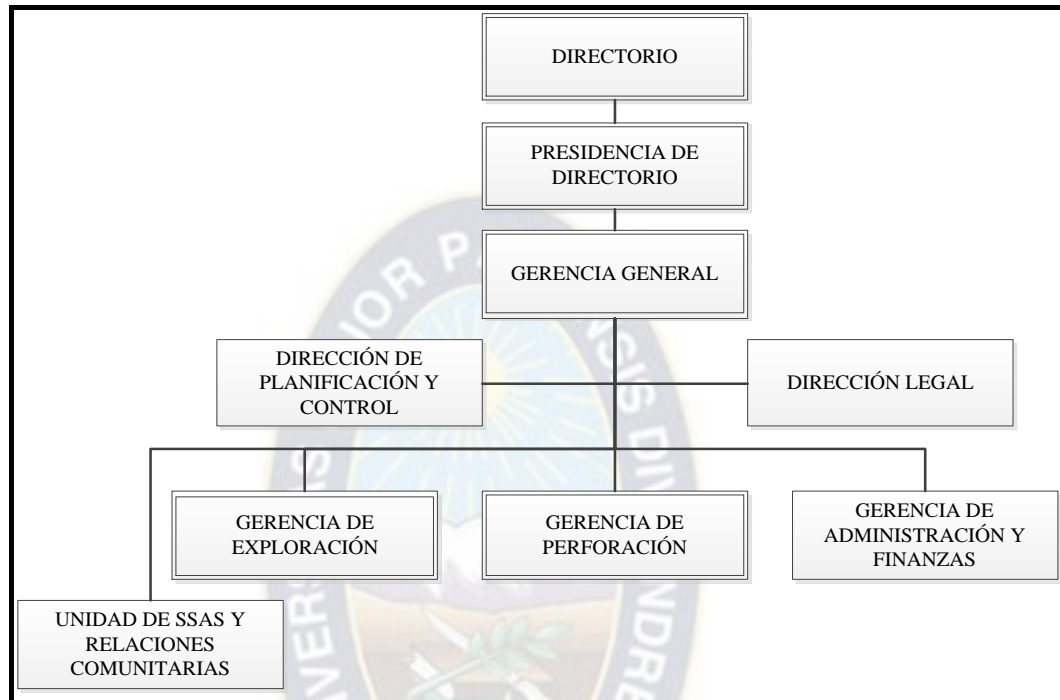 DIRECTORIO
PRESIDENCIA DE
DIRECTORIO
GERENCIA GENERAL
DIRECCIÓN DE
PLANIFICACIÓN Y
CONTROL
DIRECCIÓN LEGAL
GERENCIA DE
EXPLORACIÓN
GERENCIA DE
PERFORACIÓN
GERENCIA DE
ADMINISTRACIÓN Y
FINANZAS
UNIDAD DE SSAS Y
RELACIONES
COMUNITARIAS